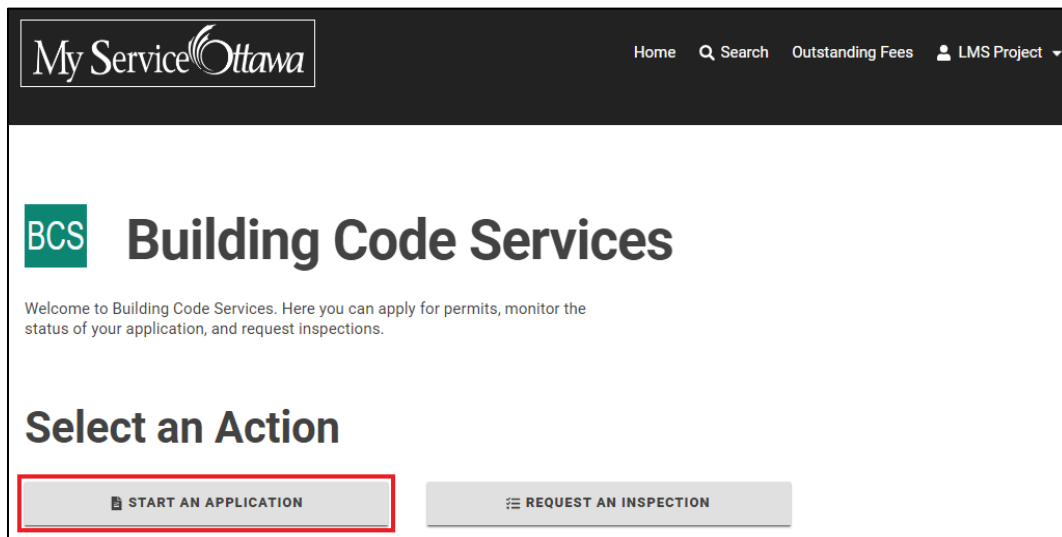 My ServiceOttawa
Home Search Outstanding Fees LMS Project
BCS Building Code Services
Welcome to Building Code Services. Here you can apply for permits, monitor the
status of your application, and request inspections.
Select an Action
START AN APPLICATION REQUEST AN INSPECTION